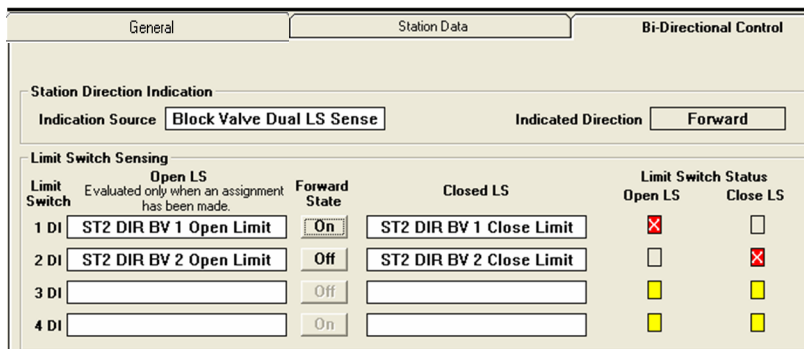 General Station Data Bi-Directional Control
Station Direction Indication
Indication Source Block Valve Dual LS Sense Indicated Direction Forward
Limit Switch Sensing
Limit Switch Open LS Evaluated only when an assignment has been made. Forward State Closed LS Limit Switch Status Open LS Close LS
1 DI ST2 DIR BV 1 Open Limit On ST2 DIR BV 1 Close Limit
2 DI ST2 DIR BV 2 Open Limit Off ST2 DIR BV 2 Close Limit
3 DI Off
4 DI On